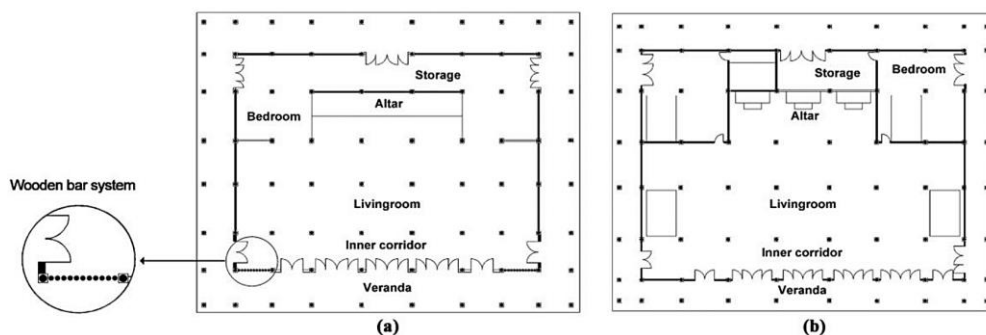 Storage
Altar
Bedroom
Wooden bar system
Livingroom
Inner corridor
Veranda
(a)
Storage
Bedroom
Altar
Livingroom
Inner corridor
Veranda
(b)